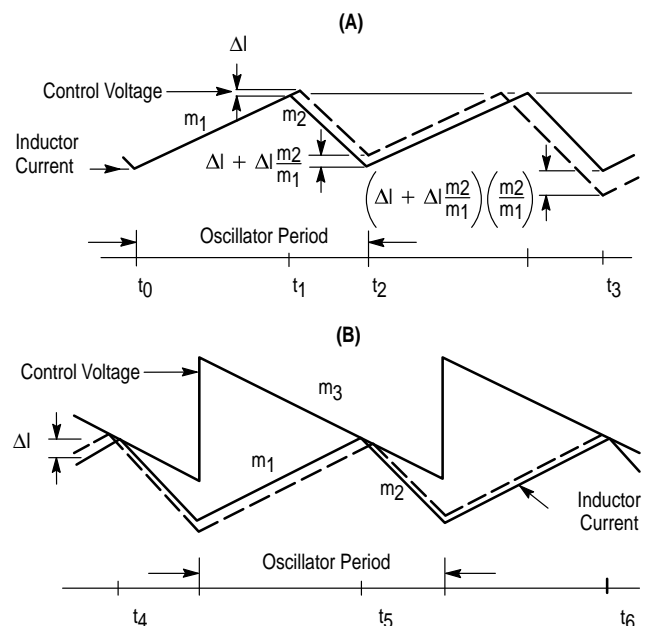 (A)
ΔI
Control Voltage
m1
m2
Inductor
Current
ΔI + ΔI m2/m1
(ΔI + ΔI m2/m1)(m2/m1)
Oscillator Period
t0 t1 t2 t3
(B)
Control Voltage
m3
ΔI
m1
m2
Inductor
Current
Oscillator Period
t4 t5 t6